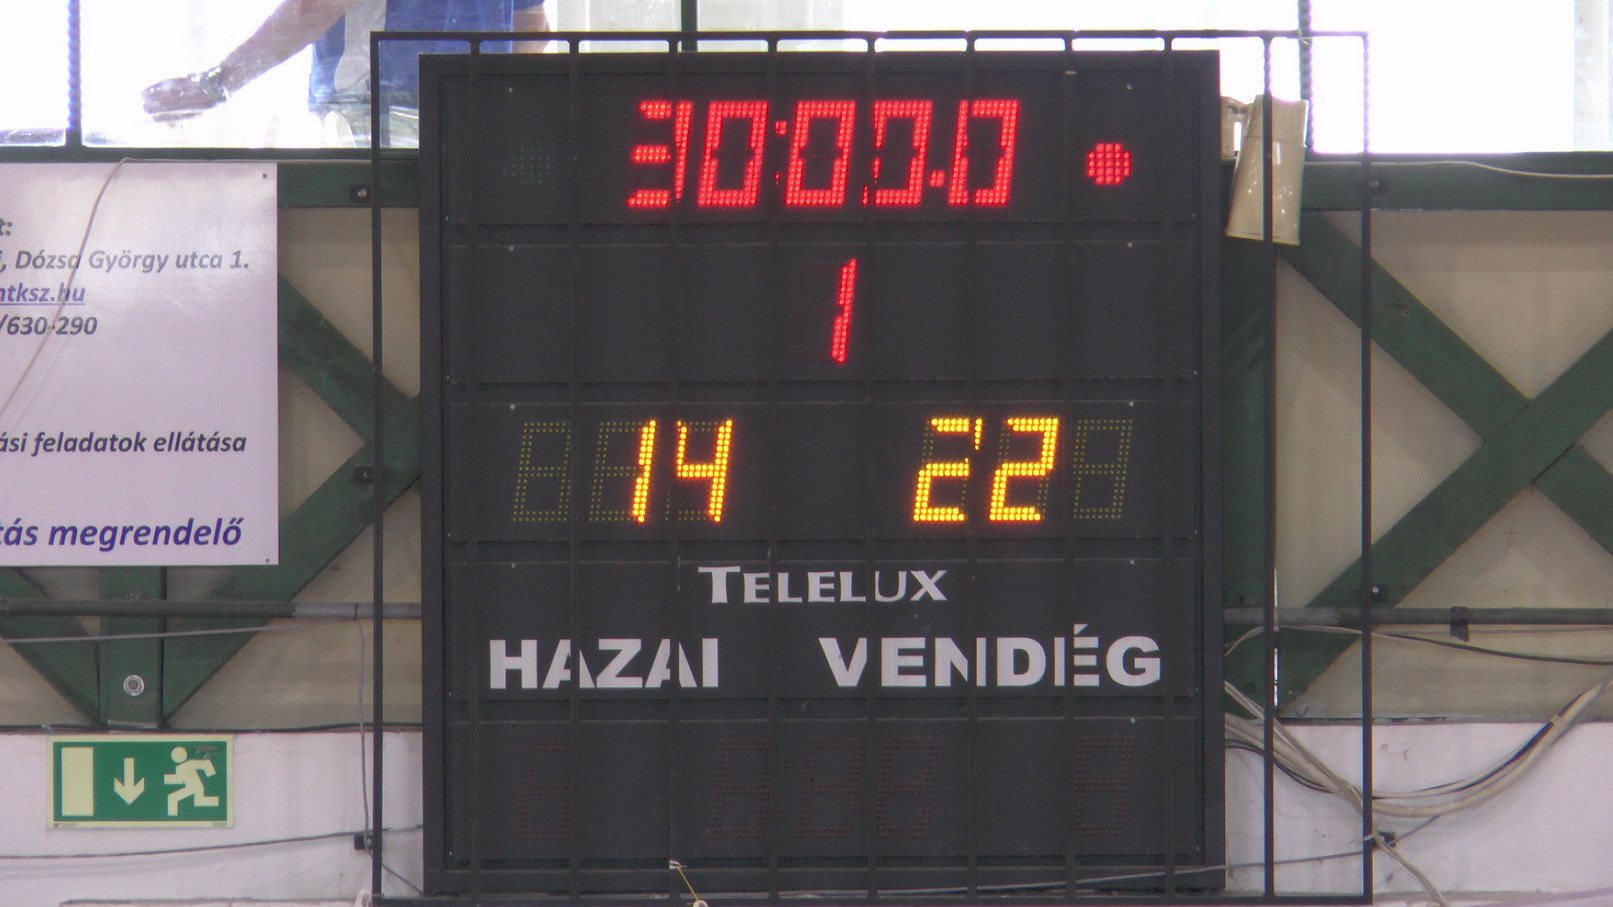 t:
i, Dózsa György utca 1.
ntksz.hu
/630-290
ási feladatok ellátása
tás megrendelő
30:00.0
1
14 22
TELELUX
HAZAI VENDÉG